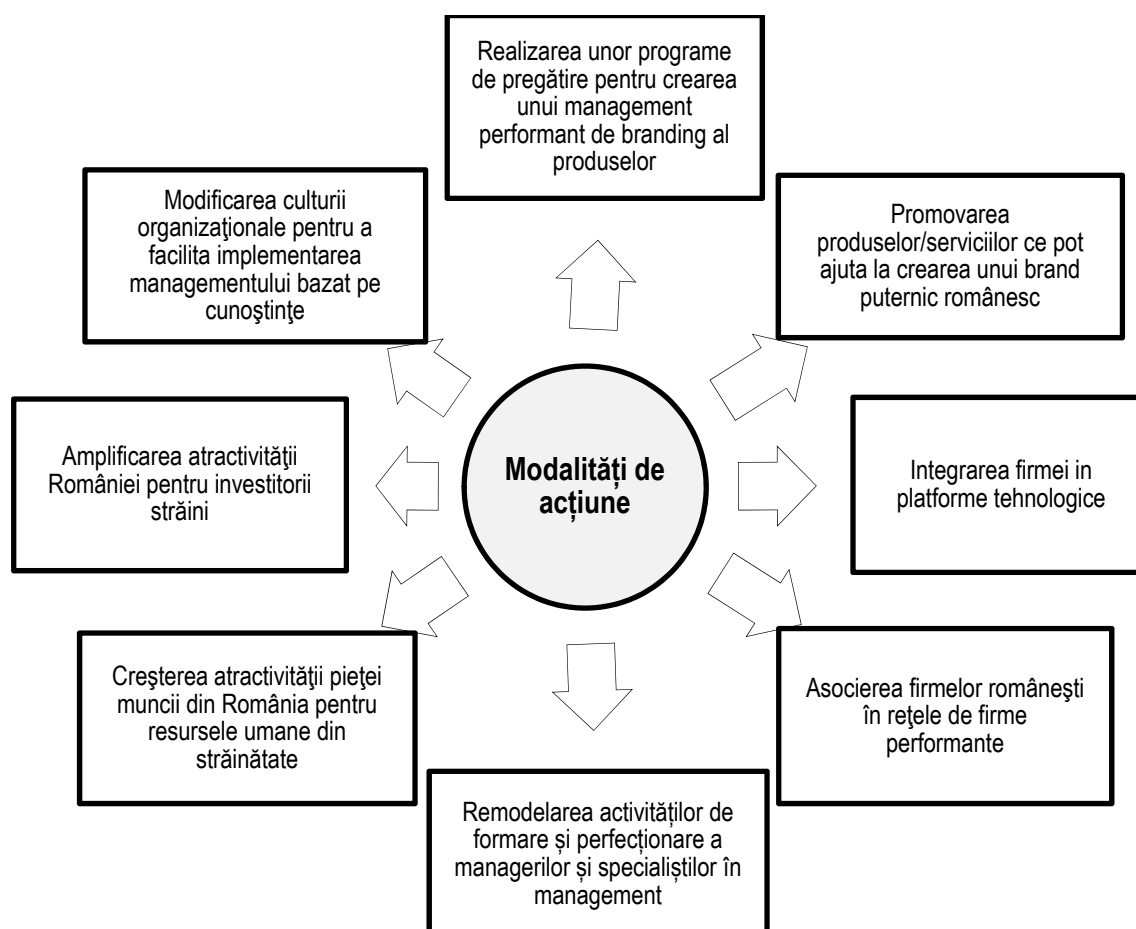 Realizarea unor programe
de pregătire pentru crearea
unui management
performant de branding al
produselor
Modificarea culturii
organizaţionale pentru a
facilita implementarea
managementului bazat pe
cunoştinţe
Promovarea
produselor/serviciilor ce pot
ajuta la crearea unui brand
puternic românesc
Amplificarea atractivităţii
României pentru investitorii
străini
Modalități de
acțiune
Integrarea firmei in
platforme tehnologice
Creşterea atractivităţii pieţei
muncii din România pentru
resursele umane din
străinătate
Asocierea firmelor româneşti
în reţele de firme
performante
Remodelarea activităților de
formare și perfecționare a
managerilor și specialiștilor în
management